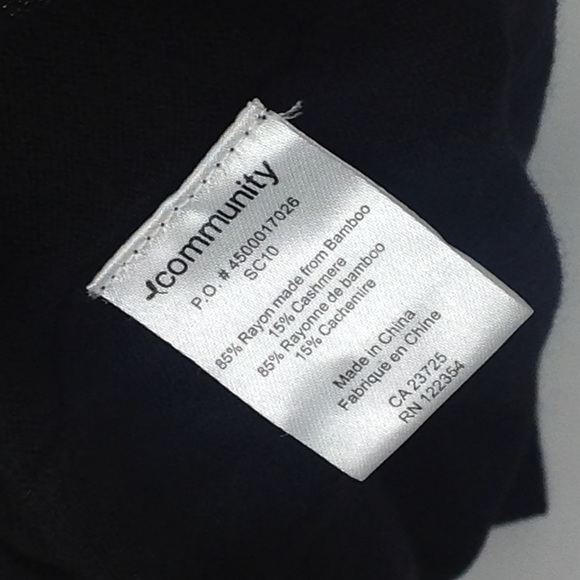 community
P.O. # 4500017026
SC10
85% Rayon made from Bamboo
15% Cashmere
85% Rayonne de bamboo
15% Cachemire
Made in China
Fabriqué en Chine
CA 23725
RN 122354